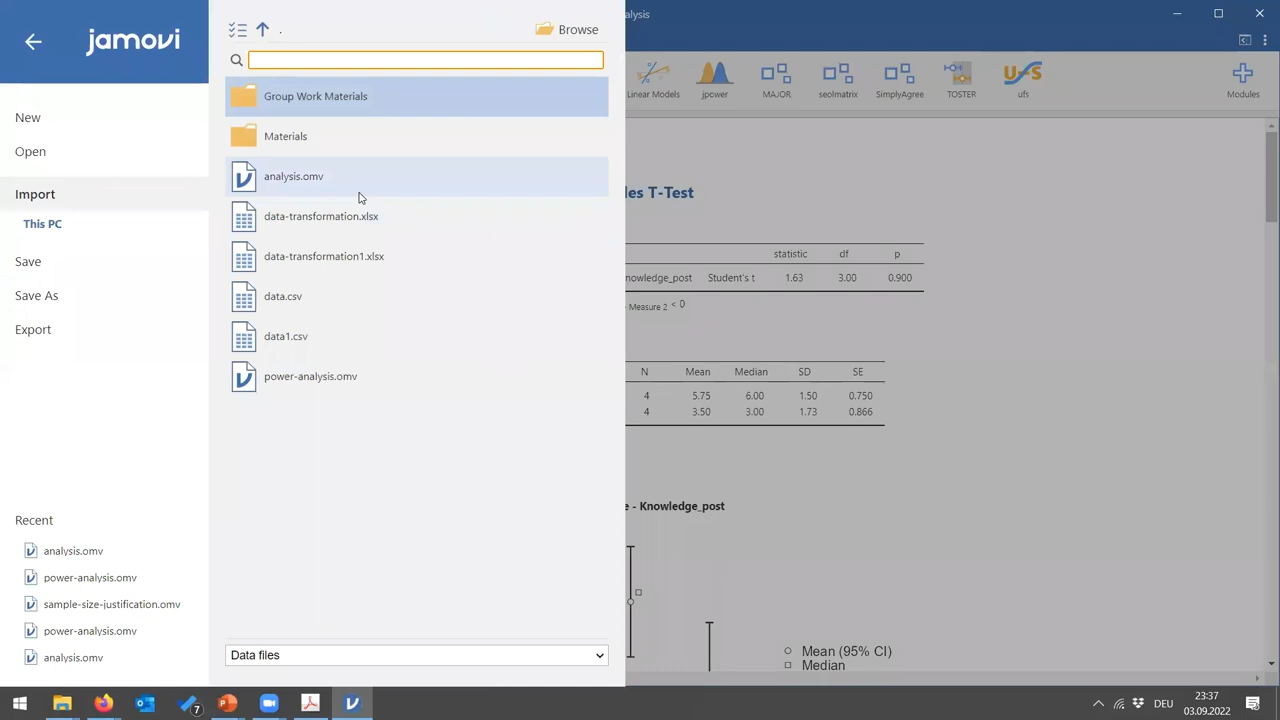 jamovi
New
Open
Import
This PC
Save
Save As
Export
Recent
analysis.omv
power-analysis.omv
sample-size-justification.omv
power-analysis.omv
analysis.omv
.
Browse
Group Work Materials
Materials
analysis.omv
data-transformation.xlsx
data-transformation1.xlsx
data.csv
data1.csv
power-analysis.omv
Data files
alysis
Linear Models
jpower
MAJOR
seolmatrix
SimplyAgree
TOSTER
ufs
Modules
les T-Test
statistic df p
nowledge_post Student's t 1.63 3.00 0.900
- Measure 2 < 0
N Mean Median SD SE
4 5.75 6.00 1.50 0.750
4 3.50 3.00 1.73 0.866
e - Knowledge_post
Mean (95% CI)
Median
7
DEU
23:37
03.09.2022